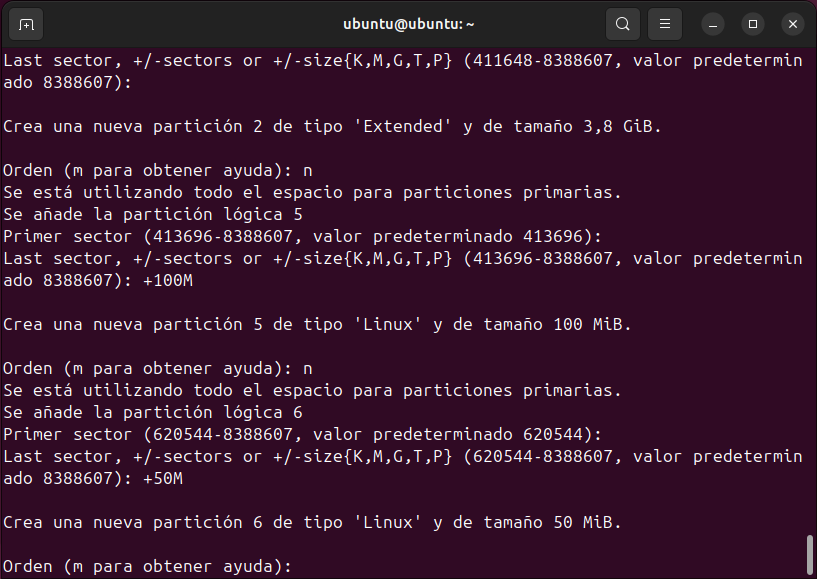 ubuntu@ubuntu: ~
Last sector, +/-sectors or +/-size{K,M,G,T,P} (411648-8388607, valor predetermin
ado 8388607):
Crea una nueva partición 2 de tipo 'Extended' y de tamaño 3,8 GiB.
Orden (m para obtener ayuda): n
Se está utilizando todo el espacio para particiones primarias.
Se añade la partición lógica 5
Primer sector (413696-8388607, valor predeterminado 413696):
Last sector, +/-sectors or +/-size{K,M,G,T,P} (413696-8388607, valor predetermin
ado 8388607): +100M
Crea una nueva partición 5 de tipo 'Linux' y de tamaño 100 MiB.
Orden (m para obtener ayuda): n
Se está utilizando todo el espacio para particiones primarias.
Se añade la partición lógica 6
Primer sector (620544-8388607, valor predeterminado 620544):
Last sector, +/-sectors or +/-size{K,M,G,T,P} (620544-8388607, valor predetermin
ado 8388607): +50M
Crea una nueva partición 6 de tipo 'Linux' y de tamaño 50 MiB.
Orden (m para obtener ayuda):